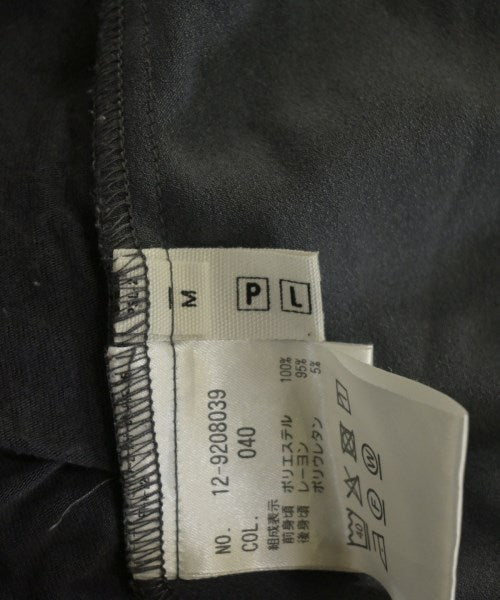 M
P L
NO. 12-9208039
COL. 040
組成表示
前身頃 ポリエステル 100%
後身頃 レーヨン 95%
ポリウレタン 5%
40
W
F